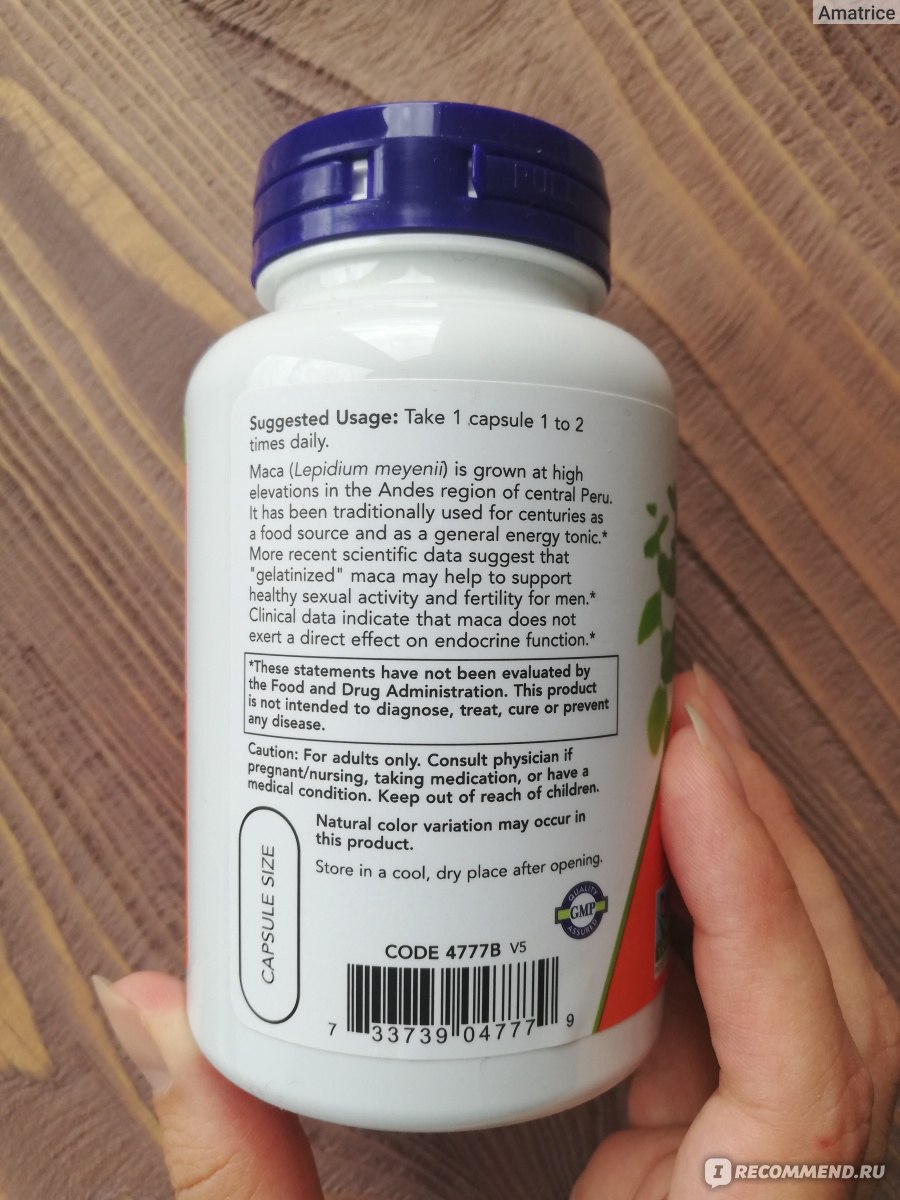 Amatrice
PULL
Suggested Usage: Take 1 capsule 1 to 2
times daily.
Maca (Lepidium meyenii) is grown at high
elevations in the Andes region of central Peru.
It has been traditionally used for centuries as
a food source and as a general energy tonic.*
More recent scientific data suggest that
"gelatinized" maca may help to support
healthy sexual activity and fertility for men.*
Clinical data indicate that maca does not
exert a direct effect on endocrine function.*
*These statements have not been evaluated by
the Food and Drug Administration. This product
is not intended to diagnose, treat, cure or prevent
any disease.
Caution: For adults only. Consult physician if
pregnant/nursing, taking medication, or have a
medical condition. Keep out of reach of children.
Natural color variation may occur in
this product.
Store in a cool, dry place after opening.
CAPSULE SIZE
QUALITY
GMP
ASSURED
CODE 4777B V5
7 33739 04777 9
IRECOMMEND.RU